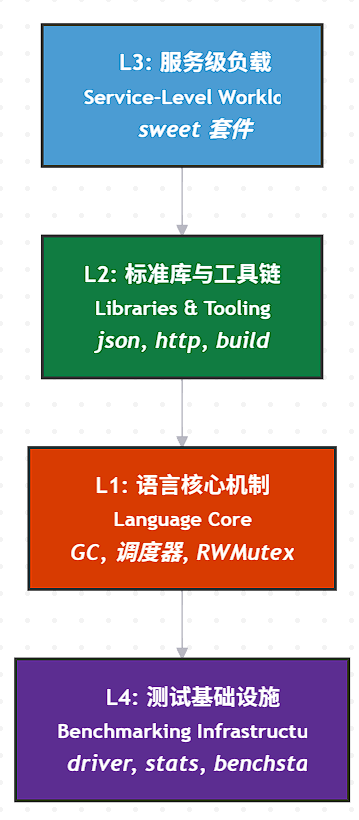 L3: 服务级负载
Service-Level Worklo
sweet 套件
L2: 标准库与工具链
Libraries & Tooling
json, http, build
L1: 语言核心机制
Language Core
GC, 调度器, RWMutex
L4: 测试基础设施
Benchmarking Infrastructu
driver, stats, benchsta